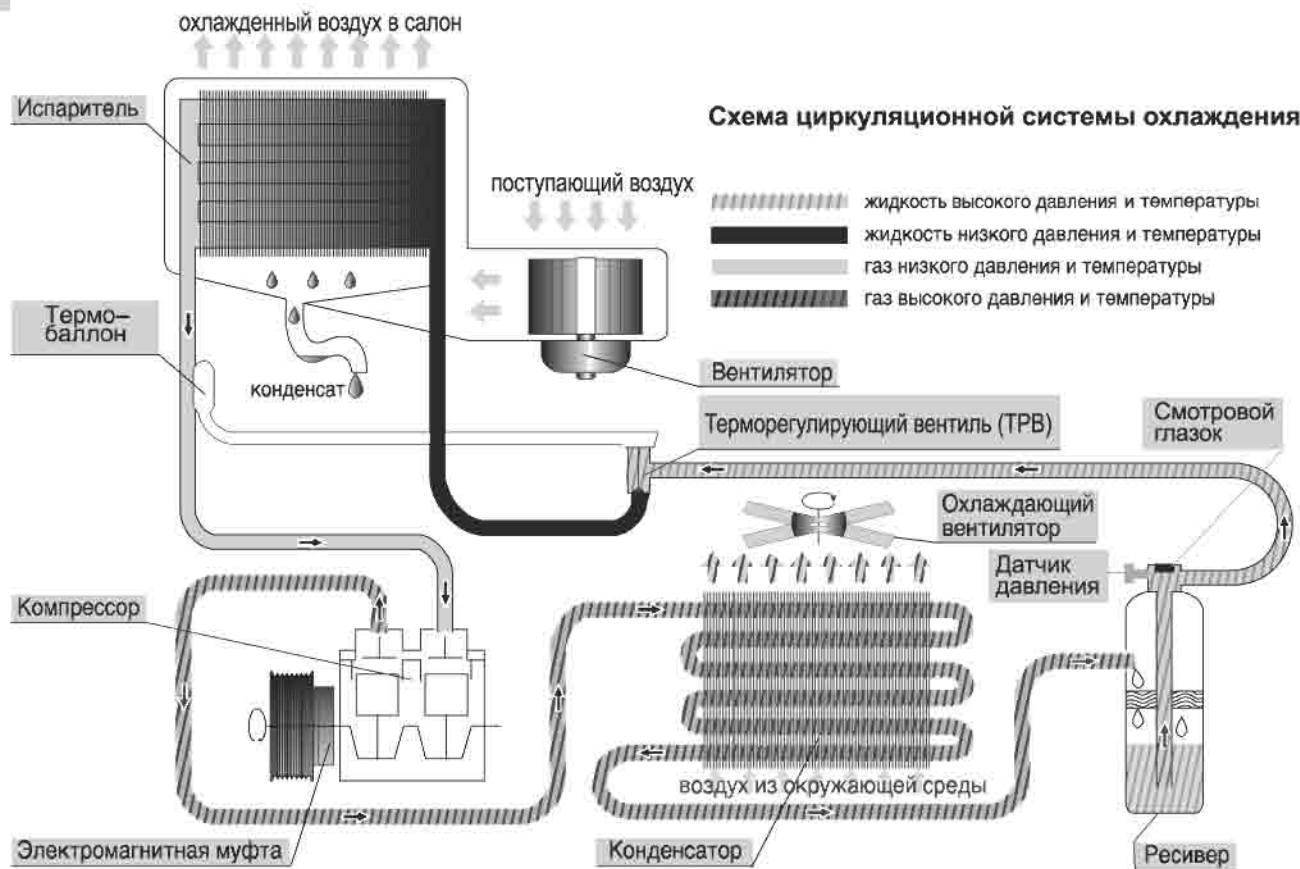 охлажденный воздух в салон
Испаритель
Схема циркуляционной системы охлаждения
поступающий воздух
жидкость высокого давления и температуры
жидкость низкого давления и температуры
газ низкого давления и температуры
газ высокого давления и температуры
Термо–
баллон
конденсат
Вентилятор
Терморегулирующий вентиль (ТРВ)
Смотровой
глазок
Охлаждающий
вентилятор
Датчик
давления
Компрессор
воздух из окружающей среды
Электромагнитная муфта
Конденсатор
Ресивер